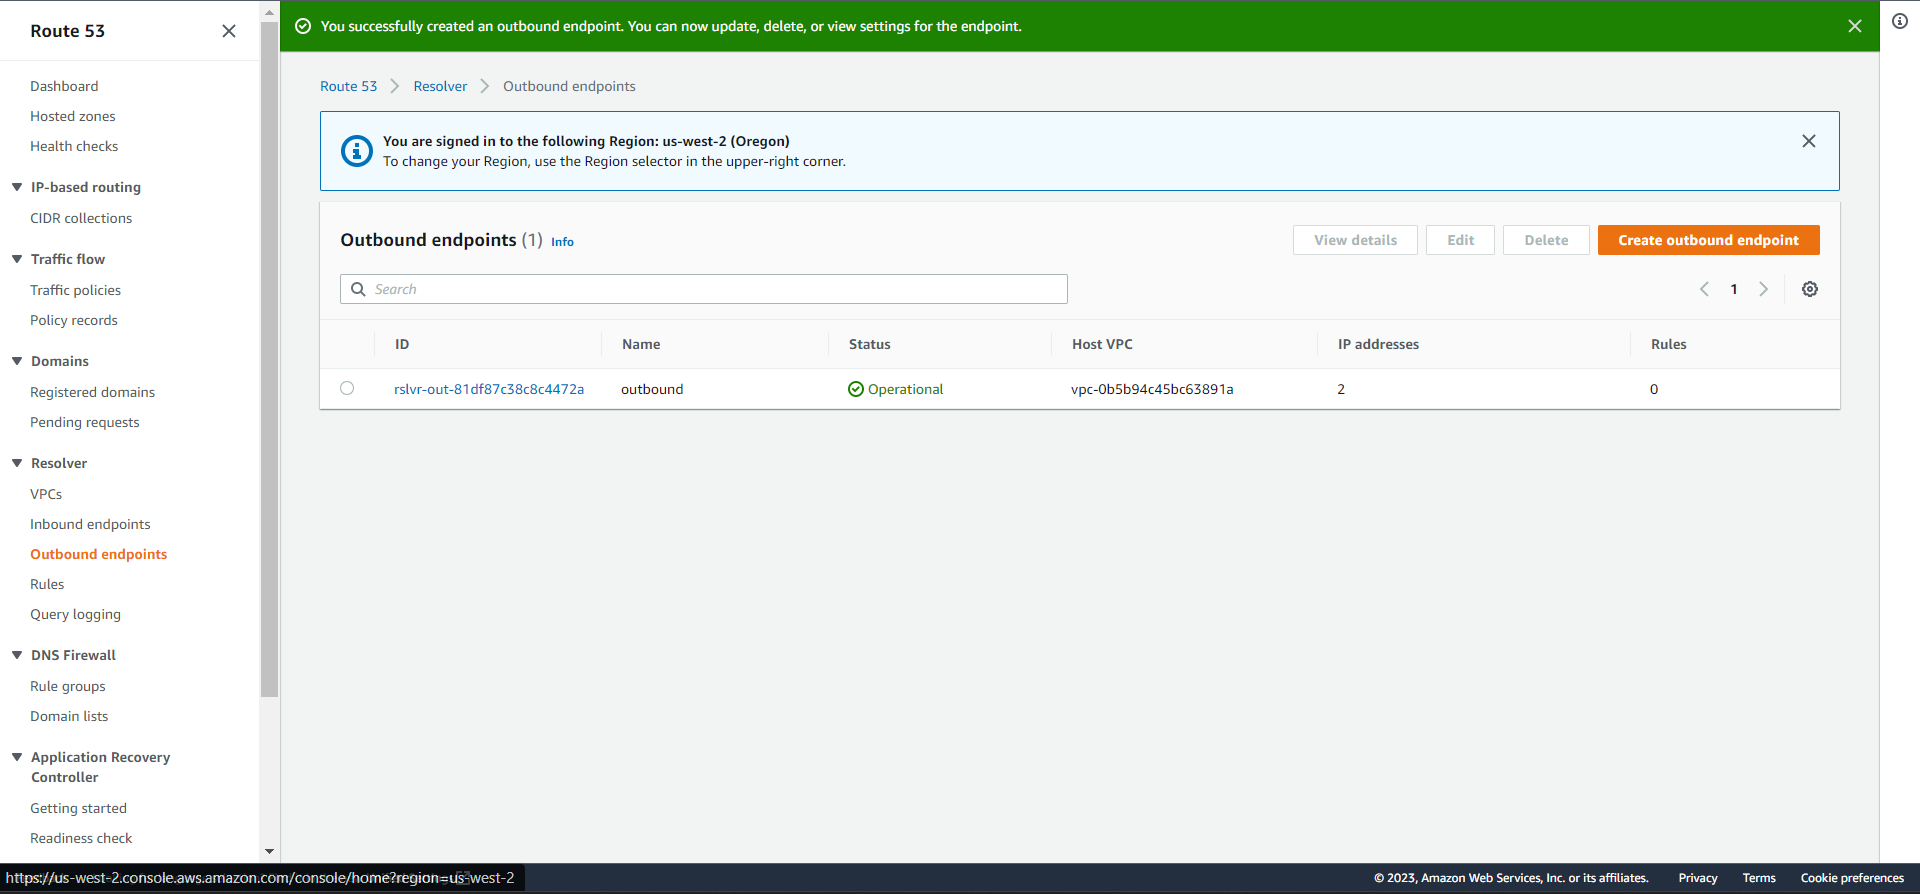 Route 53
Dashboard
Hosted zones
Health checks
IP-based routing
CIDR collections
Traffic flow
Traffic policies
Policy records
Domains
Registered domains
Pending requests
Resolver
VPCs
Inbound endpoints
Outbound endpoints
Rules
Query logging
DNS Firewall
Rule groups
Domain lists
Application Recovery
Controller
Getting started
Readiness check
You successfully created an outbound endpoint. You can now update, delete, or view settings for the endpoint.
Route 53 Resolver Outbound endpoints
You are signed in to the following Region: us-west-2 (Oregon)
To change your Region, use the Region selector in the upper-right corner.
Outbound endpoints (1) Info View details Edit Delete Create outbound endpoint
Search 1
ID Name Status Host VPC IP addresses Rules
rslvr-out-81df87c38c8c4472a outbound Operational vpc-0b5b94c45bc63891a 2 0
https://us-west-2.console.aws.amazon.com/console/home?region=us-west-2
© 2023, Amazon Web Services, Inc. or its affiliates. Privacy Terms Cookie preferences